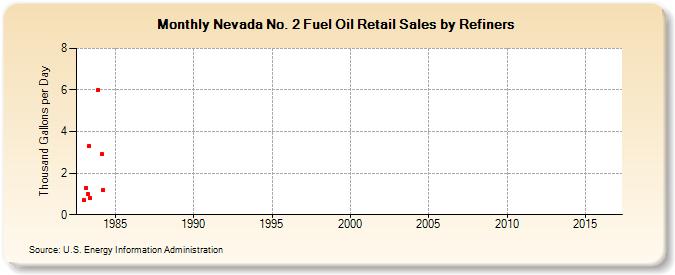 Monthly Nevada No. 2 Fuel Oil Retail Sales by Refiners
Thousand Gallons per Day
8
6
4
2
0
1985 1990 1995 2000 2005 2010 2015
Source: U.S. Energy Information Administration